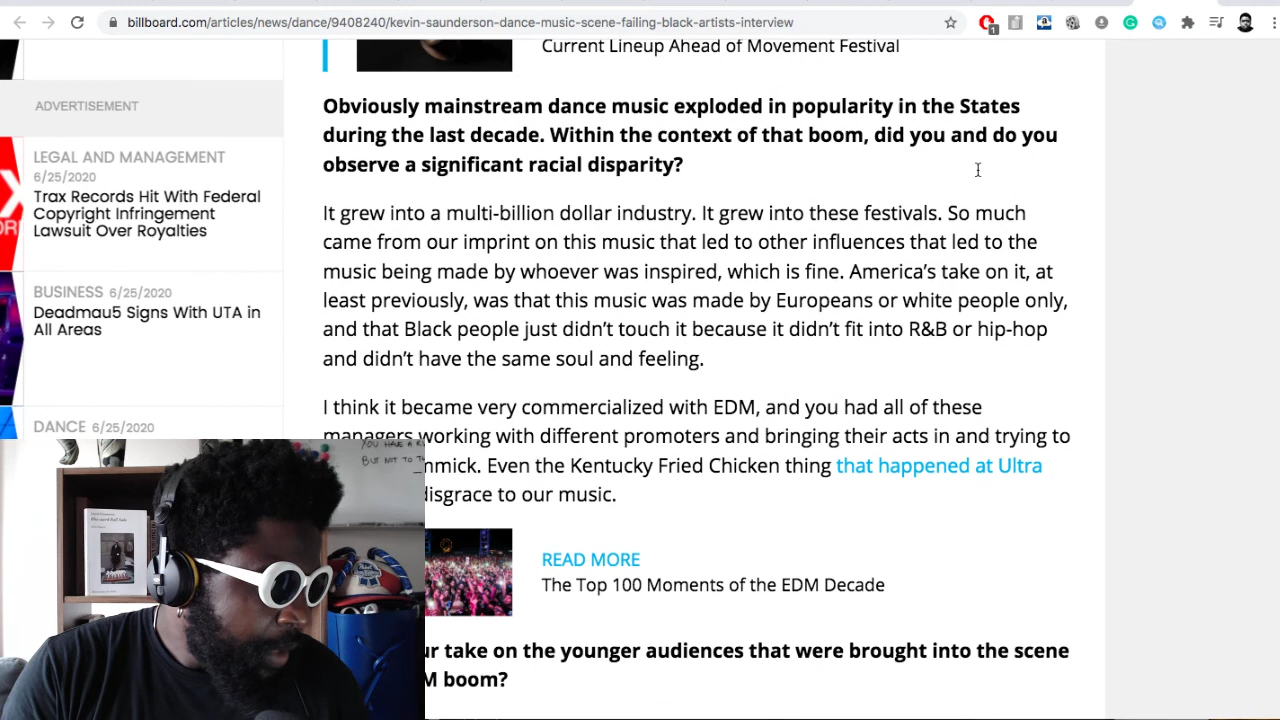 billboard.com/articles/news/dance/9408240/kevin-saunderson-dance-music-scene-failing-black-artists-interview
1
Current Lineup Ahead of Movement Festival
ADVERTISEMENT
LEGAL AND MANAGEMENT
6/25/2020
Trax Records Hit With Federal
Copyright Infringement
Lawsuit Over Royalties
BUSINESS 6/25/2020
Deadmau5 Signs With UTA in
All Areas
DANCE 6/25/2020
Obviously mainstream dance music exploded in popularity in the States
during the last decade. Within the context of that boom, did you and do you
observe a significant racial disparity?
It grew into a multi-billion dollar industry. It grew into these festivals. So much
came from our imprint on this music that led to other influences that led to the
music being made by whoever was inspired, which is fine. America’s take on it, at
least previously, was that this music was made by Europeans or white people only,
and that Black people just didn’t touch it because it didn’t fit into R&B or hip-hop
and didn’t have the same soul and feeling.
I think it became very commercialized with EDM, and you had all of these
managers working with different promoters and bringing their acts in and trying to
mmick. Even the Kentucky Fried Chicken thing that happened at Ultra
disgrace to our music.
READ MORE
The Top 100 Moments of the EDM Decade
ur take on the younger audiences that were brought into the scene
M boom?
YOU HAVE A
BUT NOT TO